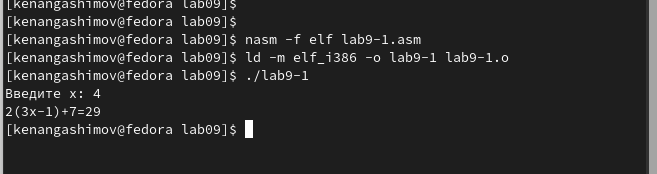 [kenangashimov@fedora lab09]$
[kenangashimov@fedora lab09]$
[kenangashimov@fedora lab09]$ nasm -f elf lab9-1.asm
[kenangashimov@fedora lab09]$ ld -m elf_i386 -o lab9-1 lab9-1.o
[kenangashimov@fedora lab09]$ ./lab9-1
Введите x: 4
2(3x-1)+7=29
[kenangashimov@fedora lab09]$